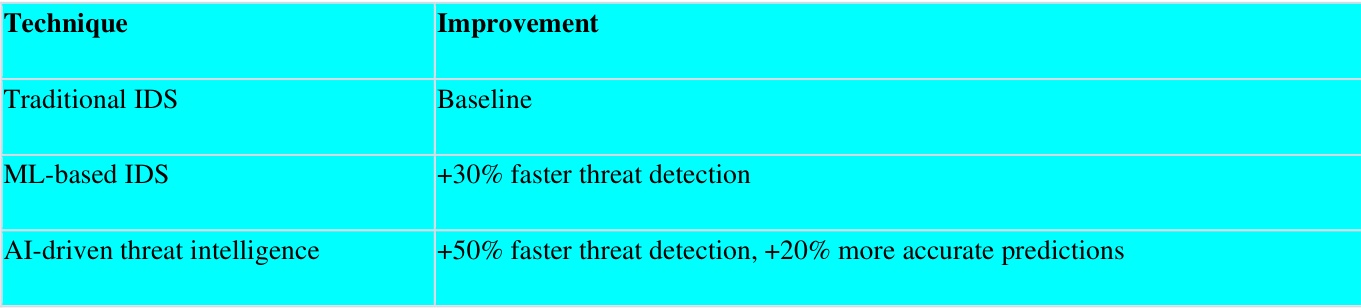 Technique Improvement
Traditional IDS Baseline
ML-based IDS +30% faster threat detection
AI-driven threat intelligence +50% faster threat detection, +20% more accurate predictions